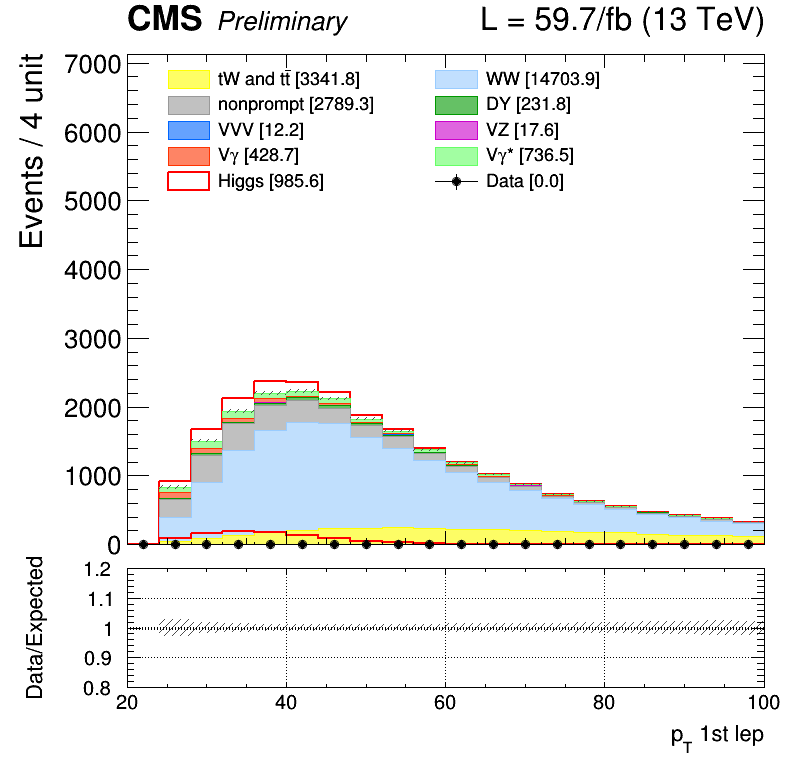 CMS Preliminary L = 59.7/fb (13 TeV)
Events / 4 unit
7000
6000
5000
4000
3000
2000
1000
0
tW and tt̄ [3341.8] WW [14703.9]
nonprompt [2789.3] DY [231.8]
VVV [12.2] VZ [17.6]
Vγ [428.7] Vγ* [736.5]
Higgs [985.6] Data [0.0]
Data/Expected
1.2
1.1
1
0.9
0.8
20 40 60 80 100
p_T 1st lep